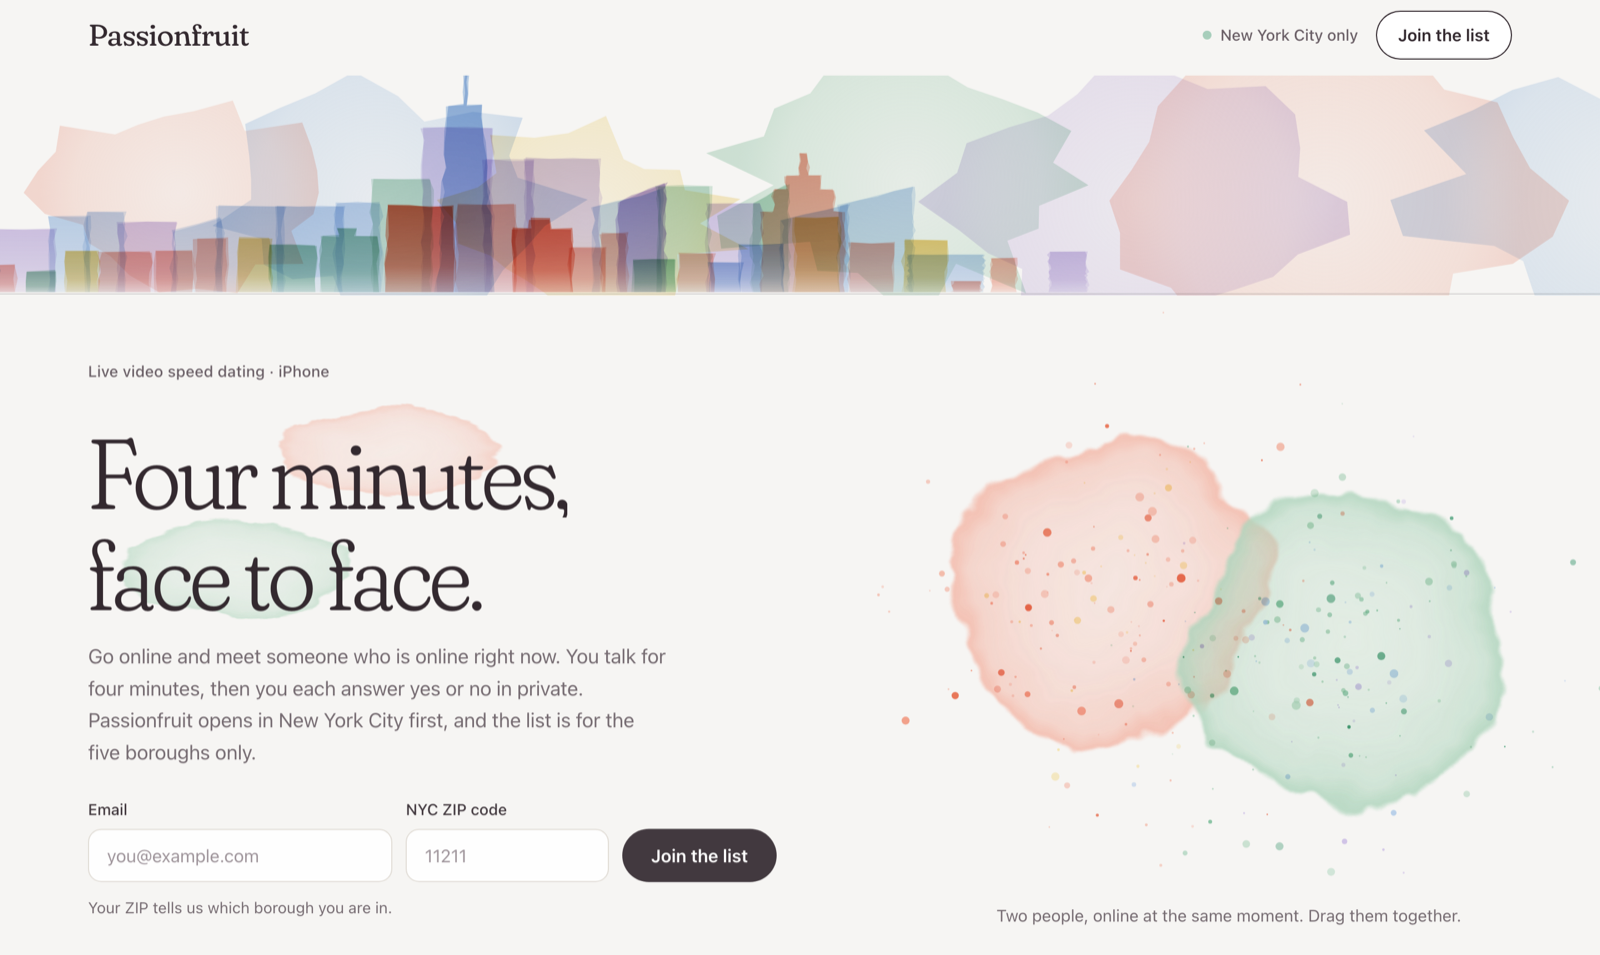 Passionfruit
New York City only
Join the list
Live video speed dating · iPhone
Four minutes,
face to face.
Go online and meet someone who is online right now. You talk for
four minutes, then you each answer yes or no in private.
Passionfruit opens in New York City first, and the list is for the
five boroughs only.
Email
NYC ZIP code
you@example.com
11211
Join the list
Your ZIP tells us which borough you are in.
Two people, online at the same moment. Drag them together.